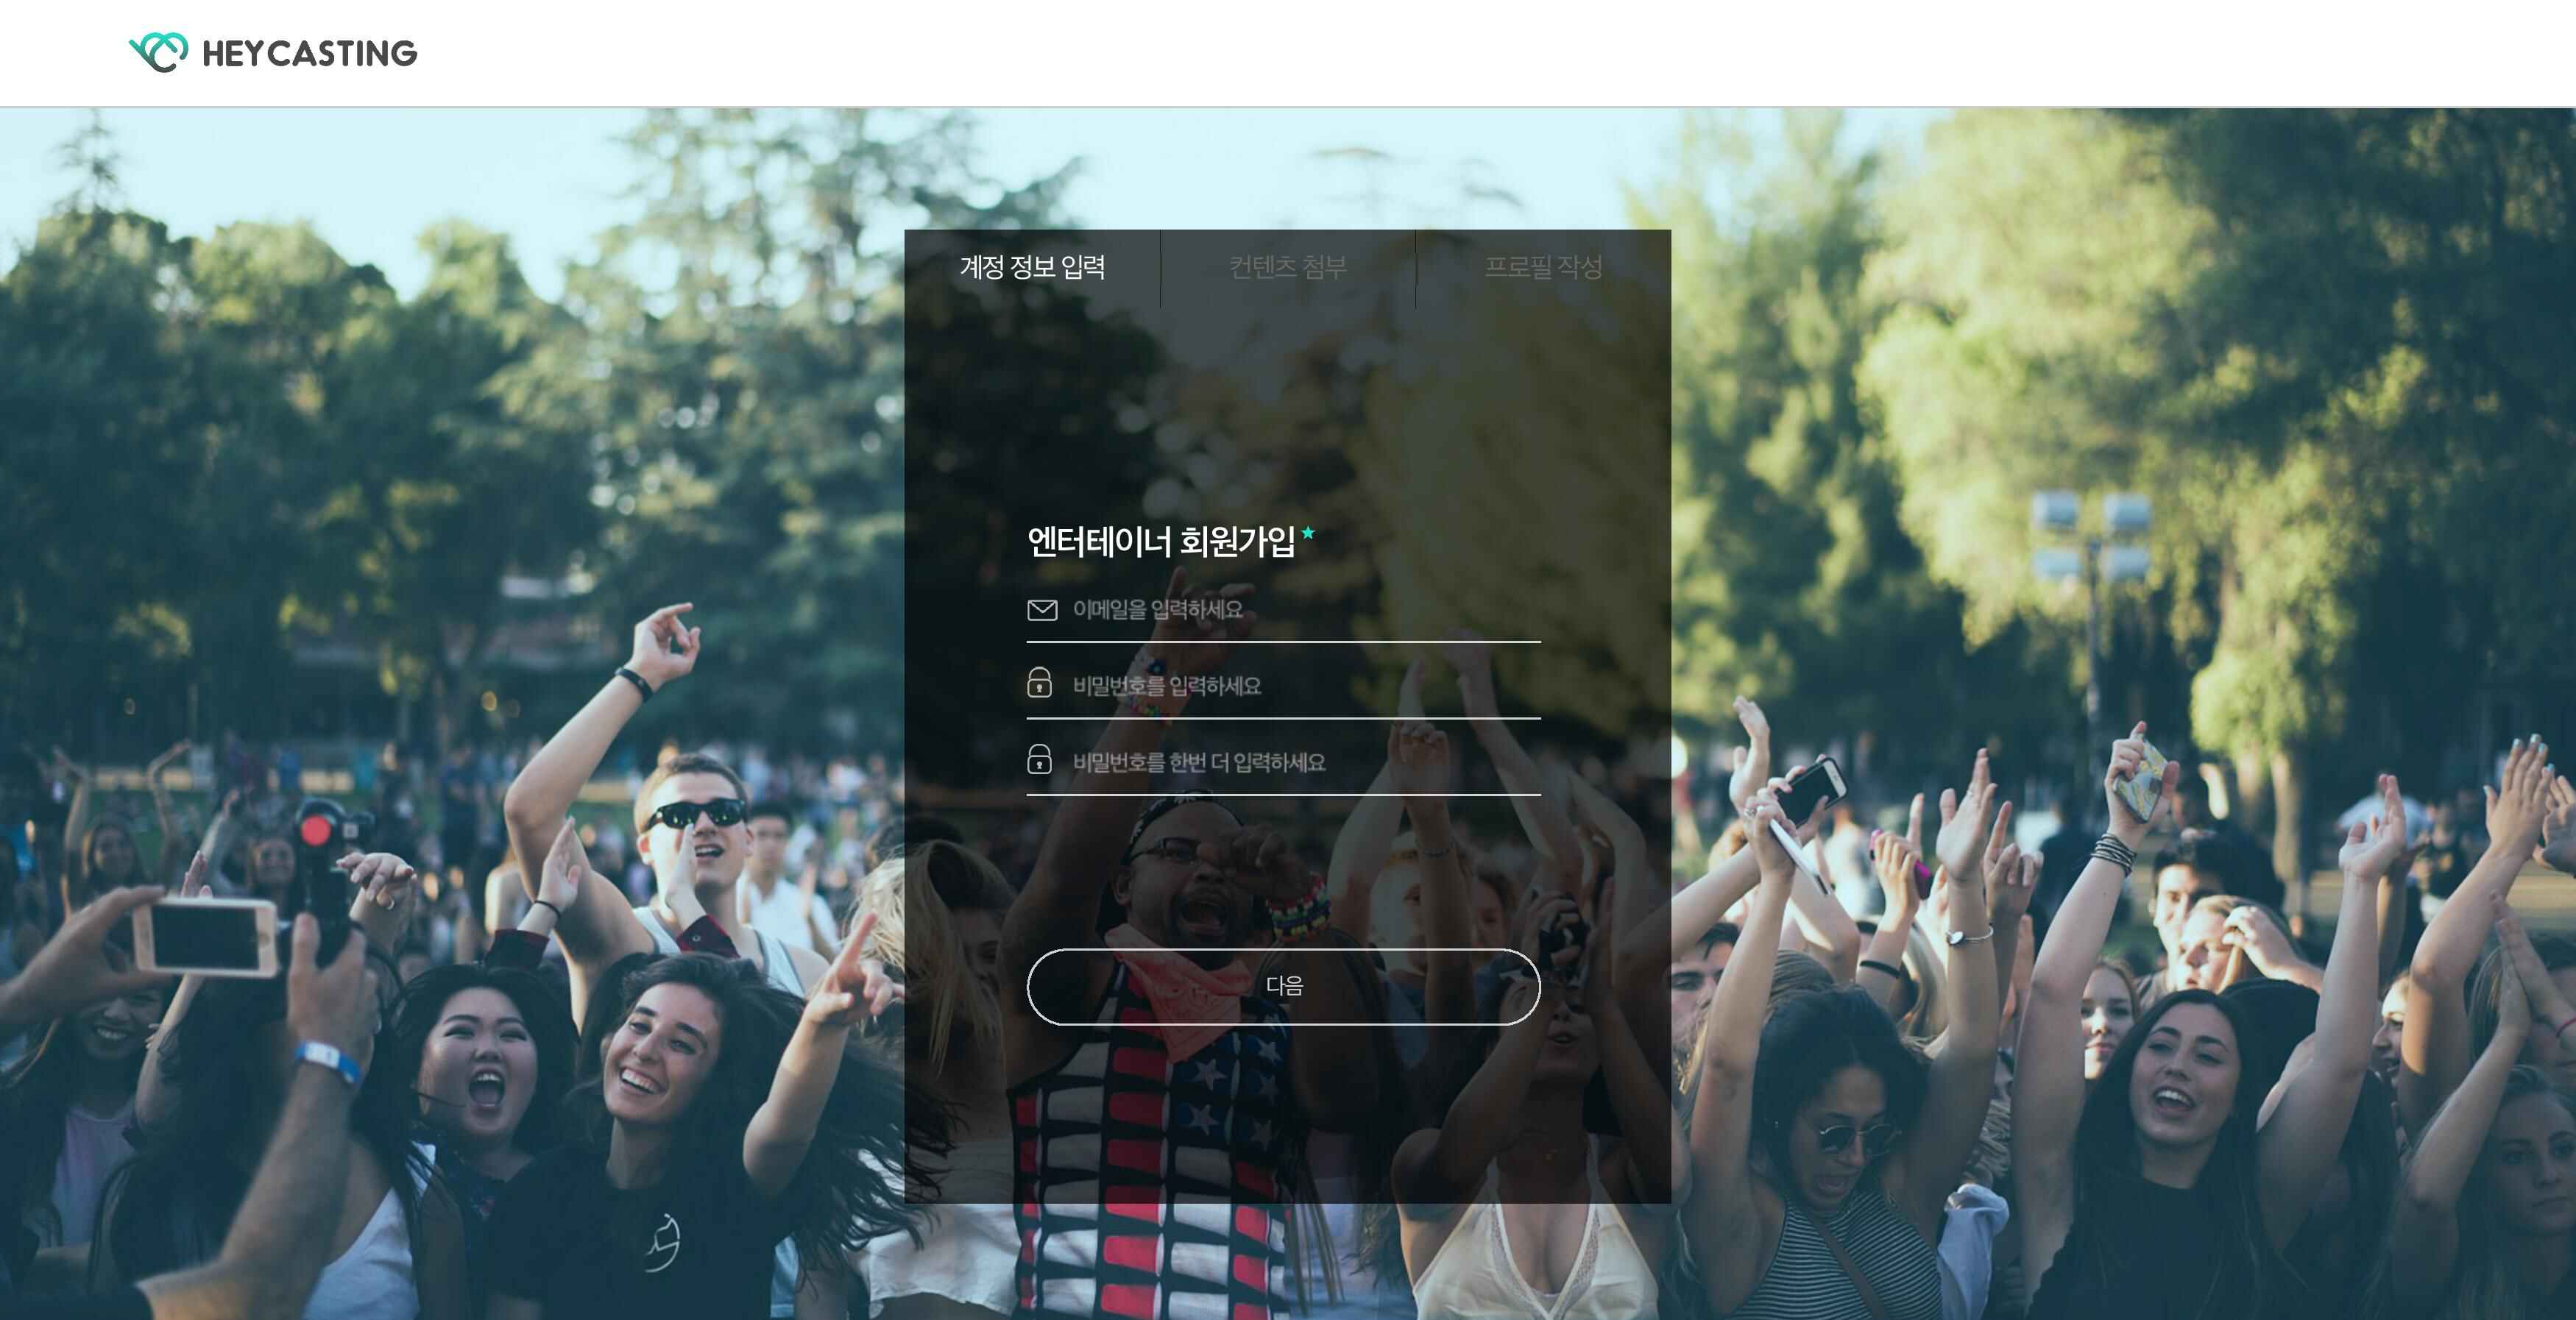 HEYCASTING
계정 정보 입력
컨텐츠 첨부
프로필 작성
엔터테이너 회원가입
이메일을 입력하세요
비밀번호를 입력하세요
비밀번호를 한번 더 입력하세요
다음